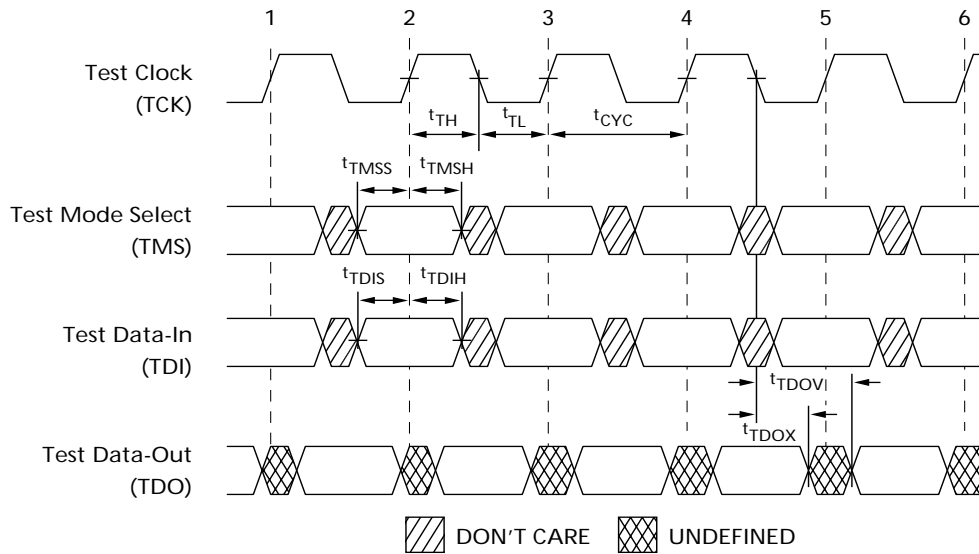 1 2 3 4 5 6
Test Clock
(TCK)
tTH tTL tCYC
tTMSS tTMSH
Test Mode Select
(TMS)
tTDIS tTDIH
Test Data-In
(TDI)
tTDOV
tTDOX
Test Data-Out
(TDO)
DON'T CARE UNDEFINED